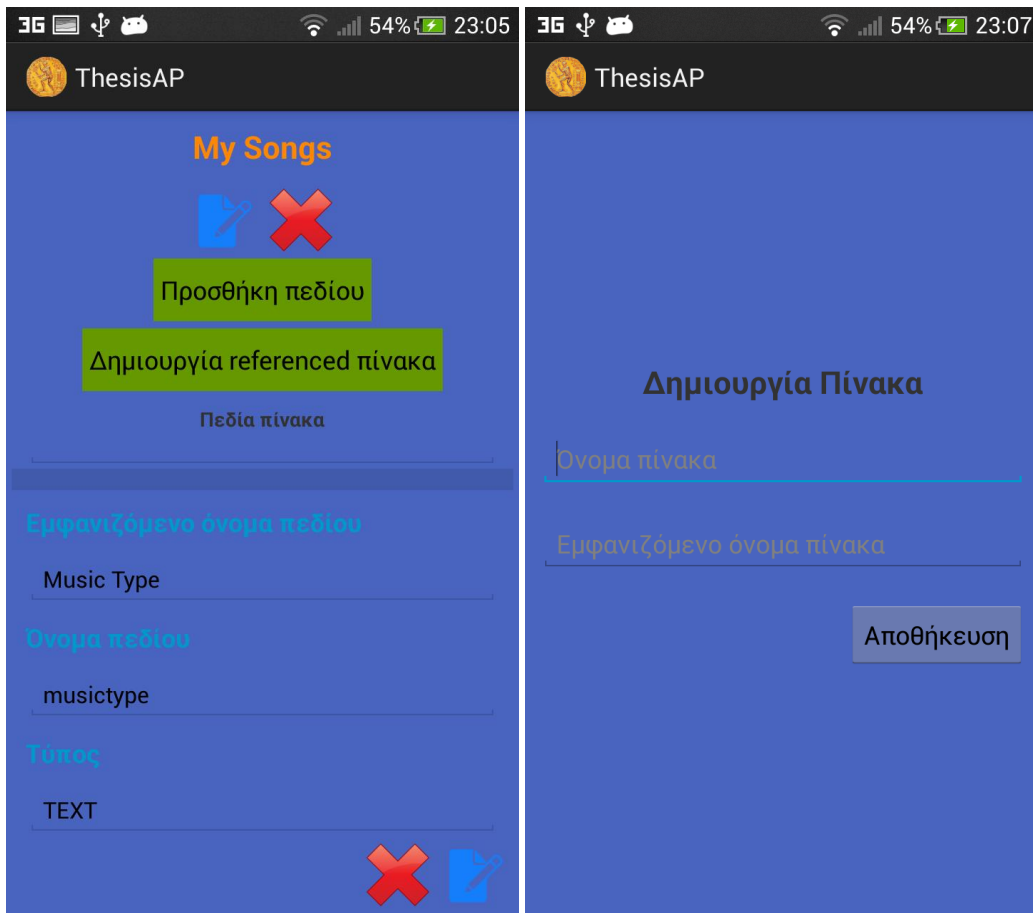 3G 54% 23:05
ThesisAP
My Songs
Προσθήκη πεδίου
Δημιουργία referenced πίνακα
Πεδία πίνακα
Εμφανιζόμενο όνομα πεδίου
Music Type
Όνομα πεδίου
musictype
Τύπος
TEXT
3G 54% 23:07
ThesisAP
Δημιουργία Πίνακα
Όνομα πίνακα
Εμφανιζόμενο όνομα πίνακα
Αποθήκευση